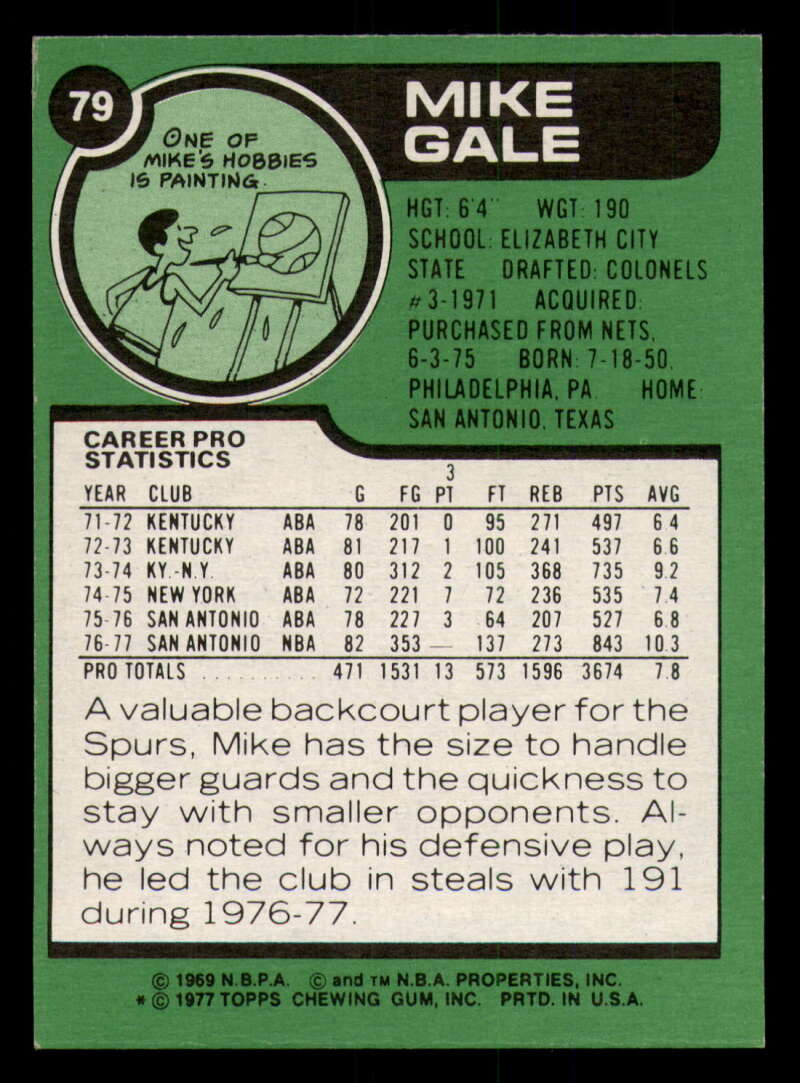 79
ONE OF
MIKE'S HOBBIES
IS PAINTING.
MIKE
GALE
HGT: 6'4" WGT: 190
SCHOOL: ELIZABETH CITY
STATE DRAFTED: COLONELS
#3-1971 ACQUIRED:
PURCHASED FROM NETS,
6-3-75 BORN: 7-18-50,
PHILADELPHIA, PA. HOME:
SAN ANTONIO, TEXAS
CAREER PRO
STATISTICS
3
YEAR CLUB G FG PT FT REB PTS AVG
71-72 KENTUCKY ABA 78 201 0 95 271 497 6.4
72-73 KENTUCKY ABA 81 217 1 100 241 537 6.6
73-74 KY.-N.Y. ABA 80 312 2 105 368 735 9.2
74-75 NEW YORK ABA 72 221 7 72 236 535 7.4
75-76 SAN ANTONIO ABA 78 227 3 64 207 527 6.8
76-77 SAN ANTONIO NBA 82 353 — 137 273 843 10.3
PRO TOTALS .......... 471 1531 13 573 1596 3674 7.8
A valuable backcourt player for the
Spurs, Mike has the size to handle
bigger guards and the quickness to
stay with smaller opponents. Al-
ways noted for his defensive play,
he led the club in steals with 191
during 1976-77.
© 1969 N.B.P.A. © and TM N.B.A. PROPERTIES, INC.
* © 1977 TOPPS CHEWING GUM, INC. PRTD. IN U.S.A.